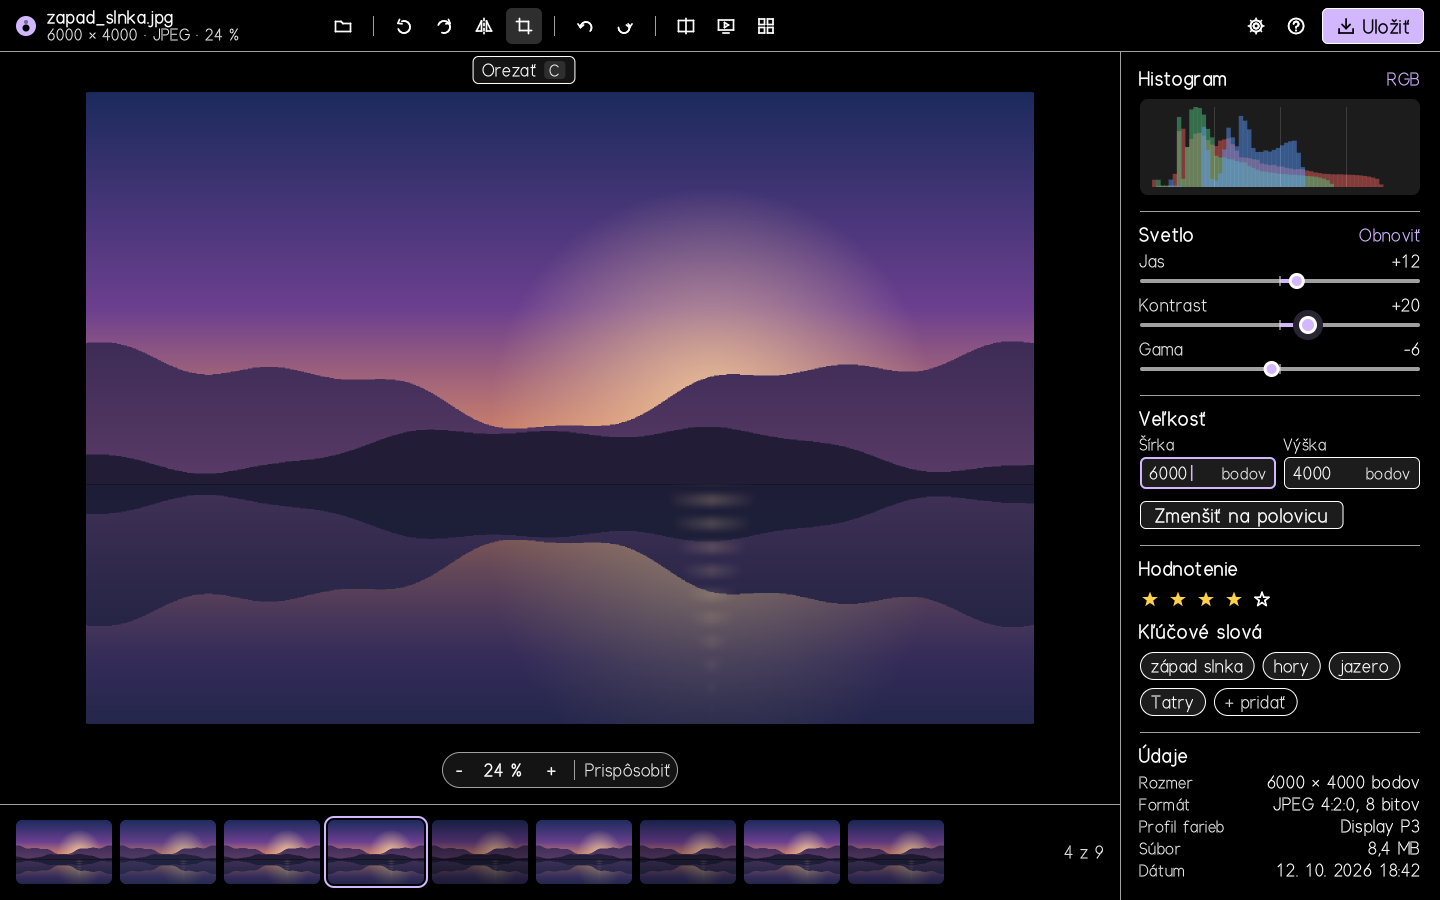 zapad_slnka.jpg
6000 × 4000 · JPEG · 24 %
Uložiť
Orezať C
Histogram RGB
Svetlo Obnoviť
Jas +12
Kontrast +20
Gama -6
Veľkosť
Šírka Výška
6000 bodov 4000 bodov
Zmenšiť na polovicu
Hodnotenie
Kľúčové slová
západ slnka hory jazero
Tatry + pridať
- 24 % + Prispôsobiť
Údaje
Rozmer 6000 × 4000 bodov
Formát JPEG 4:2:0, 8 bitov
Profil farieb Display P3
Súbor 8,4 MB
Dátum 12. 10. 2026 18:42
4 z 9